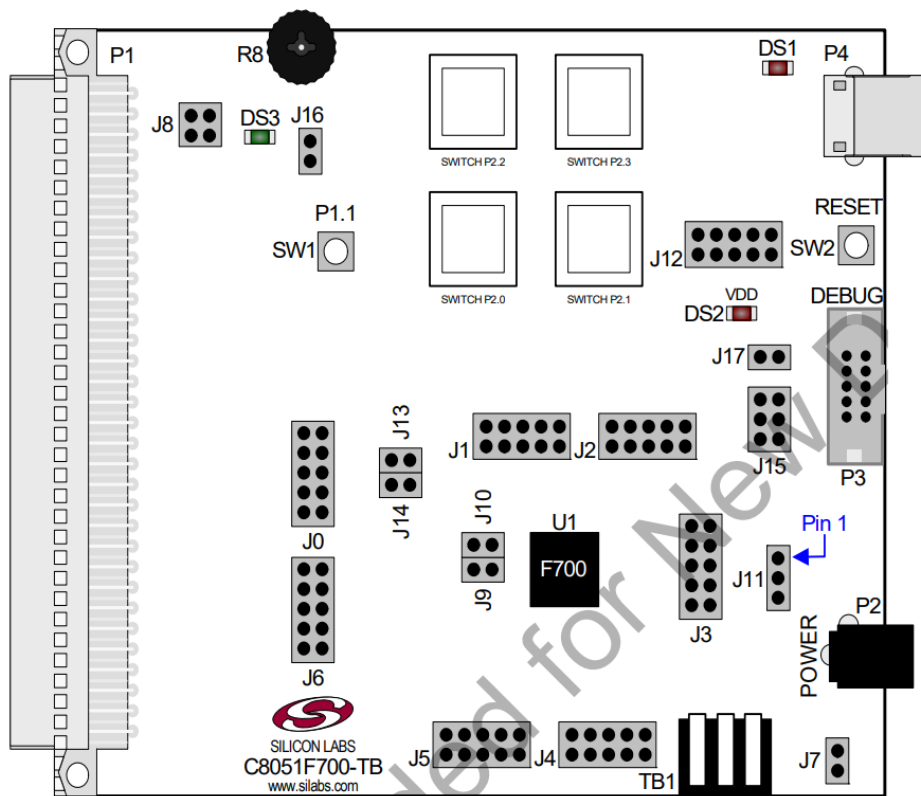 P1
R8
DS1
P4
J8
DS3
J16
SWITCH P2.2
SWITCH P2.3
P1.1
SW1
RESET
SW2
J12
SWITCH P2.0
SWITCH P2.1
VDD
DS2
DEBUG
J17
J13
J1
J2
J15
P3
J14
J10
U1
Pin 1
J0
F700
J11
J9
J3
P2
POWER
J6
SILICON LABS
C8051F700-TB
www.silabs.com
J5
J4
TB1
J7
ded for New D